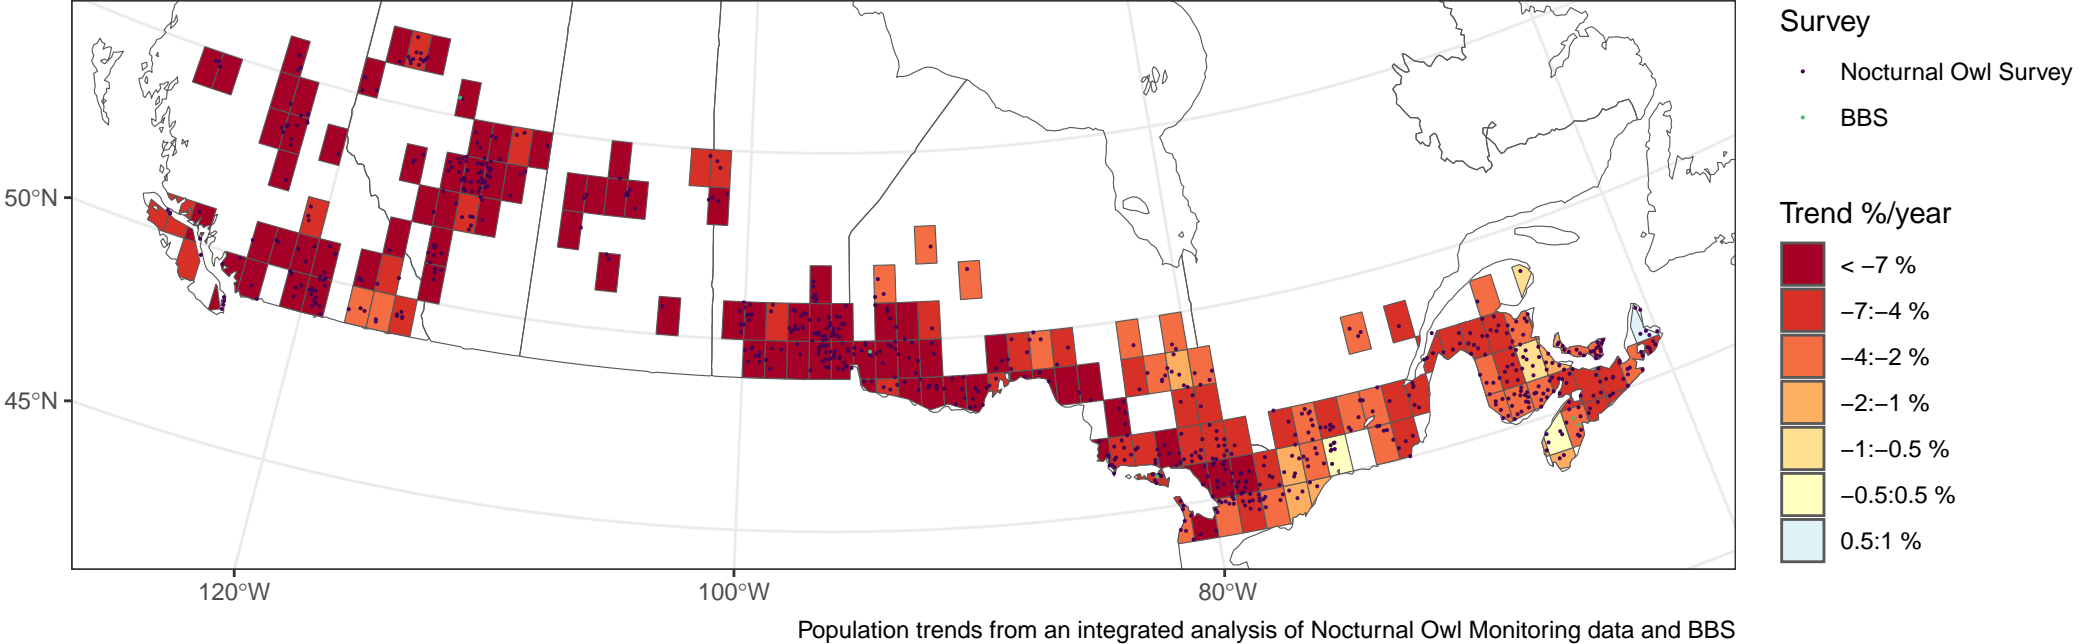 Survey
Nocturnal Owl Survey
BBS
Trend %/year
< −7 %
−7:−4 %
−4:−2 %
−2:−1 %
−1:−0.5 %
−0.5:0.5 %
0.5:1 %
50°N
45°N
120°W
100°W
80°W
Population trends from an integrated analysis of Nocturnal Owl Monitoring data and BBS